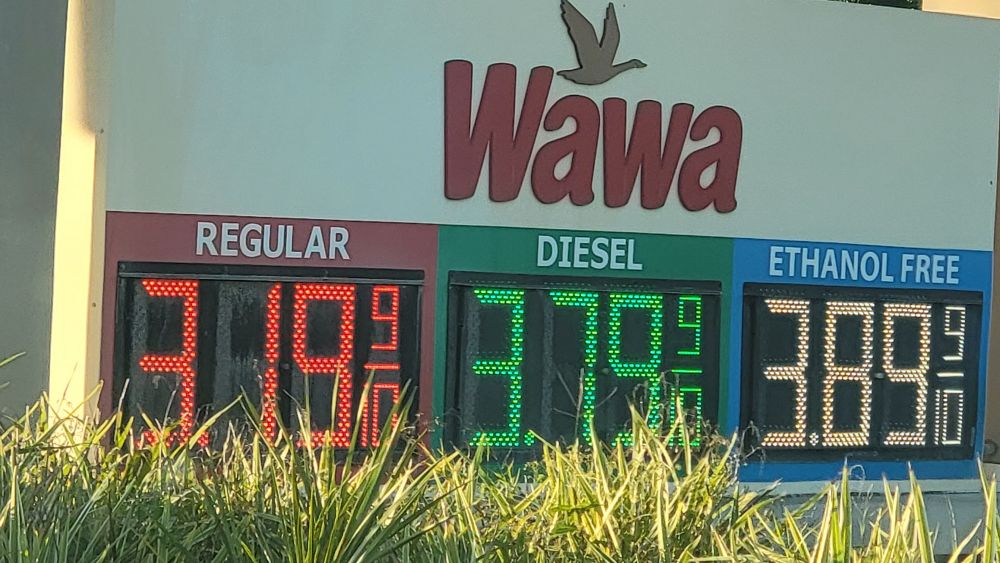 Wawa
REGULAR DIESEL ETHANOL FREE
3.19 9/10 3.79 9/10 3.89 9/10